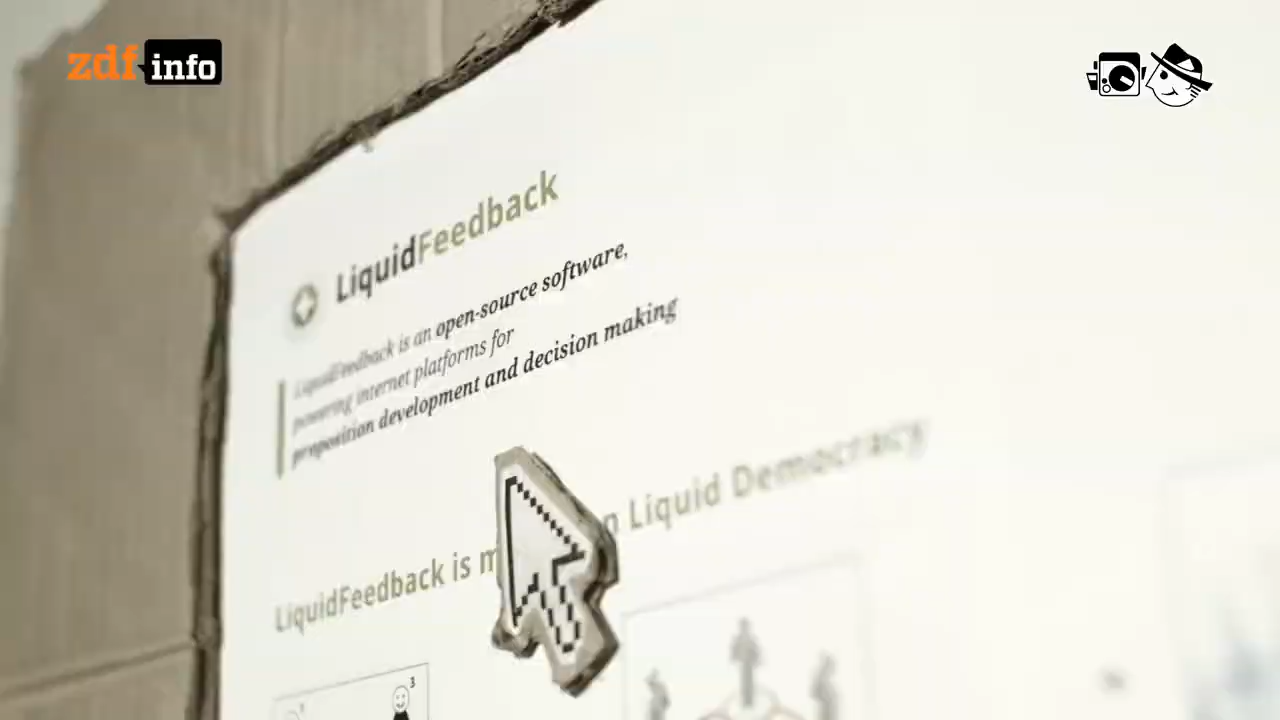 zdf info
LiquidFeedback
LiquidFeedback is an open-source software,
powering internet platforms for
proposition development and decision making
LiquidFeedback is m n Liquid Democracy
3